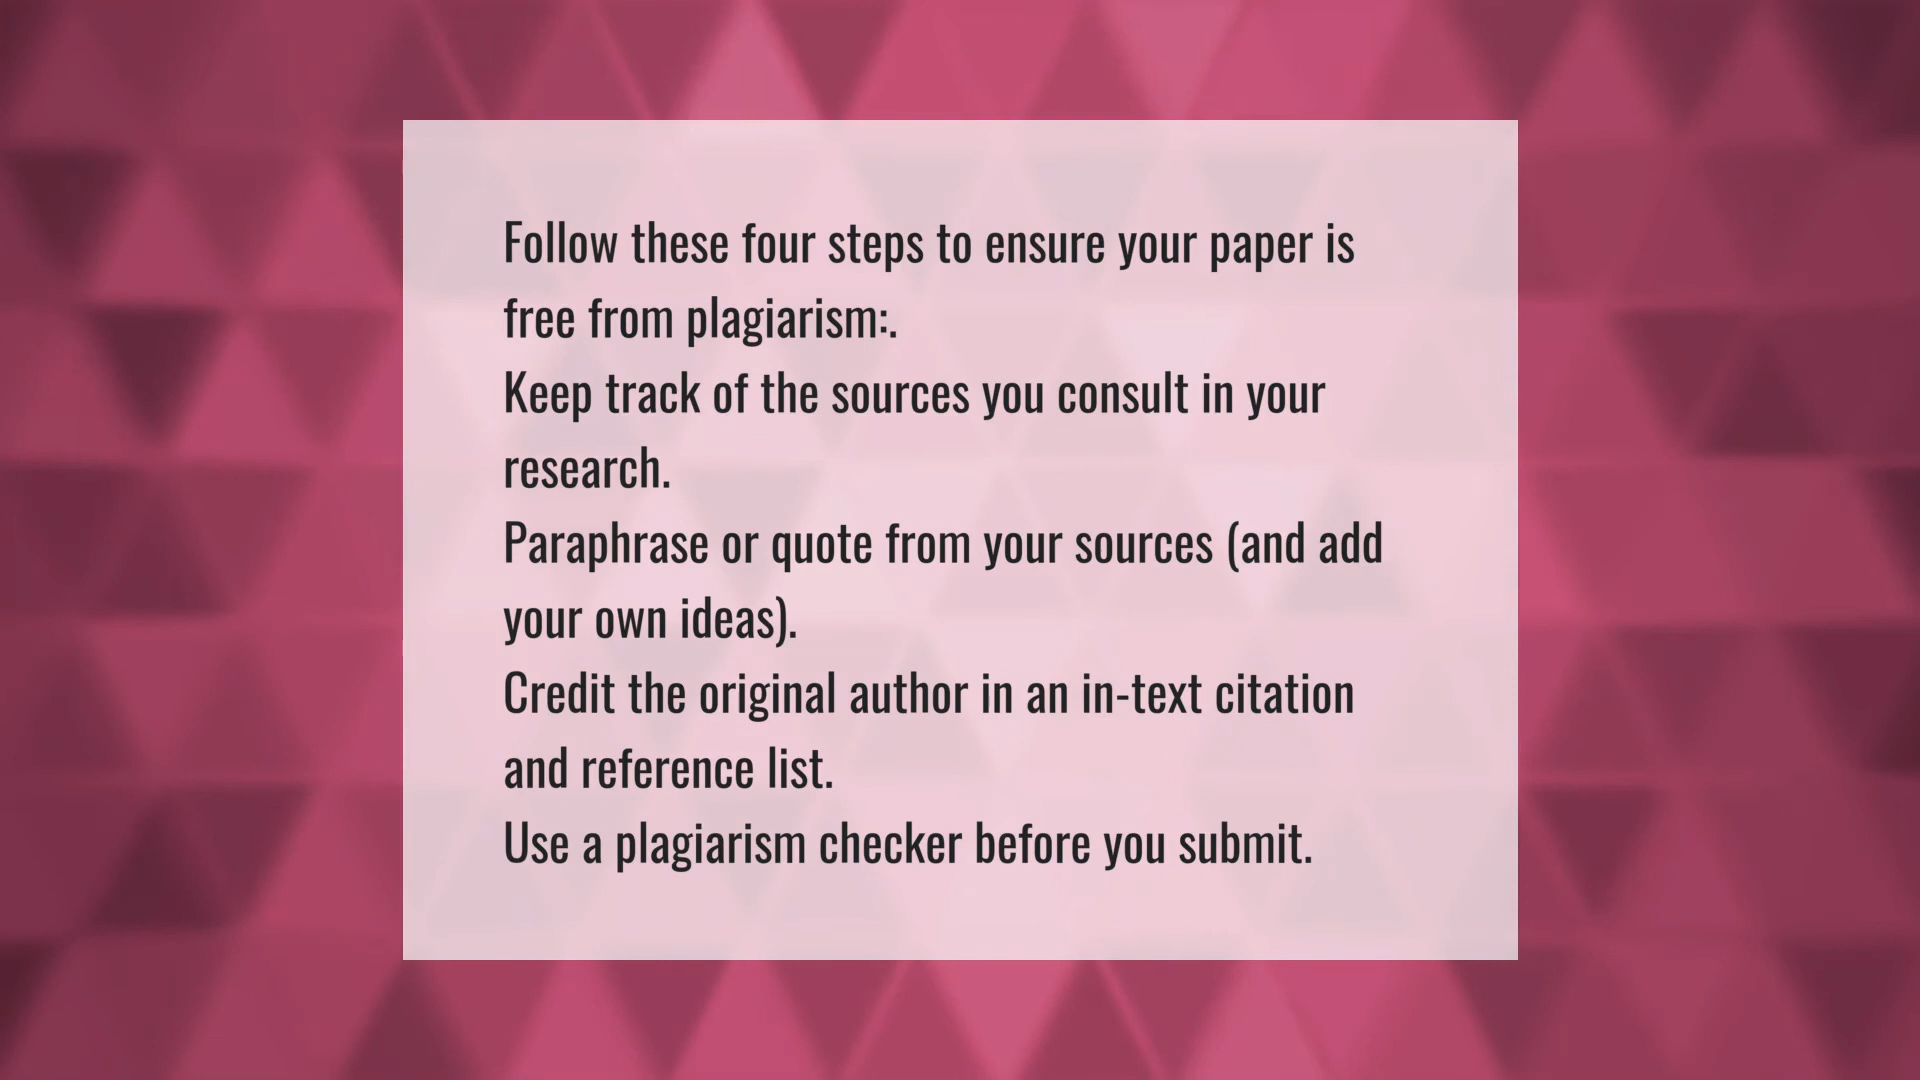 Follow these four steps to ensure your paper is
free from plagiarism:.
Keep track of the sources you consult in your
research.
Paraphrase or quote from your sources (and add
your own ideas).
Credit the original author in an in-text citation
and reference list.
Use a plagiarism checker before you submit.